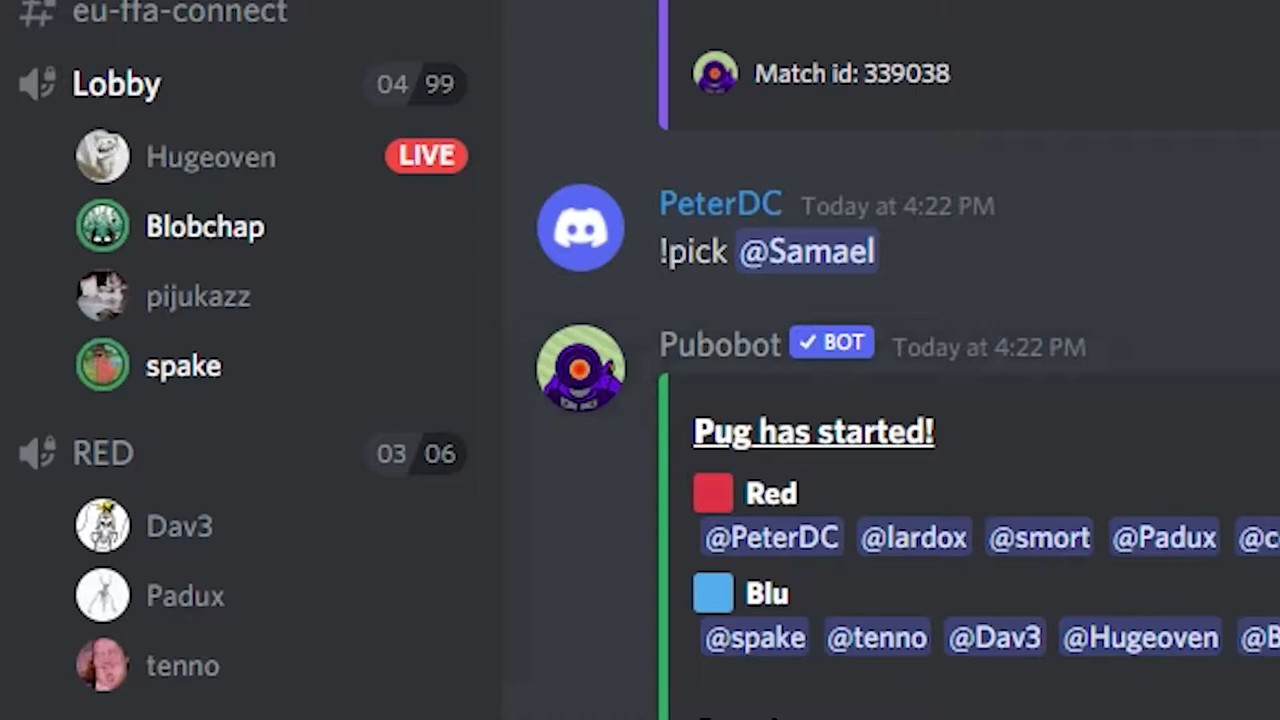 eu-ffa-connect
Lobby 04 99
Hugeoven LIVE
Blobchap
pijukazz
spake
RED 03 06
Dav3
Padux
tenno
Match id: 339038
PeterDC Today at 4:22 PM
!pick @Samael
Pubobot BOT Today at 4:22 PM
Pug has started!
Red
@PeterDC @lardox @smort @Padux
Blu
@spake @tenno @Dav3 @Hugeoven